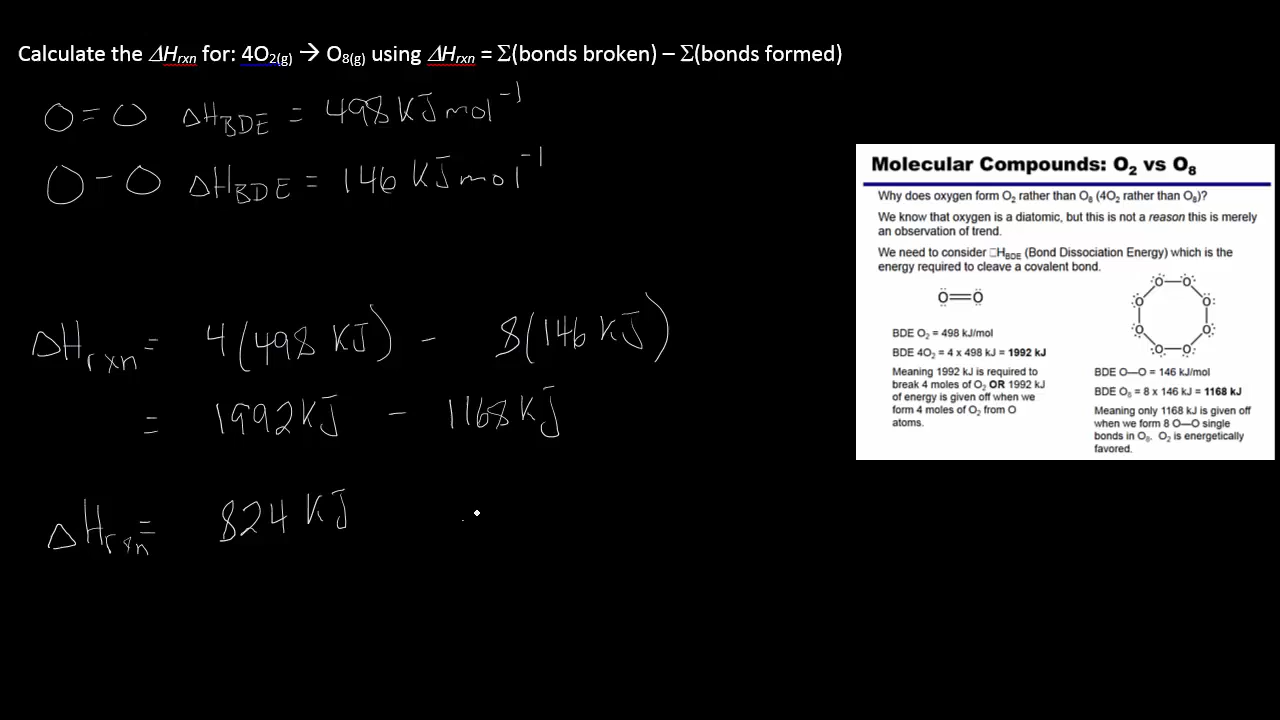 Calculate the ΔHrxn for: 4O₂(g) → O₈(g) using ΔHrxn = Σ(bonds broken) – Σ(bonds formed)
O=O ΔH_BDE = 498 KJ mol⁻¹
O-O ΔH_BDE = 146 KJ mol⁻¹
ΔHrxn = 4(498 KJ) - 8(146 KJ)
= 1992 KJ - 1168 KJ
ΔHrxn = 824 KJ
Molecular Compounds: O₂ vs O₈
Why does oxygen form O₂ rather than O₈ (4O₂ rather than O₈)?
We know that oxygen is a diatomic, but this is not a reason this is merely
an observation of trend.
We need to consider □H_BDE (Bond Dissociation Energy) which is the
energy required to cleave a covalent bond.
O=O
BDE O₂ = 498 kJ/mol
BDE 4O₂ = 4 x 498 kJ = 1992 kJ
Meaning 1992 kJ is required to
break 4 moles of O₂ OR 1992 kJ
of energy is given off when we
form 4 moles of O₂ from O
atoms.
O—O
O O
O O
O—O
BDE O—O = 146 kJ/mol
BDE O₈ = 8 x 146 kJ = 1168 kJ
Meaning only 1168 kJ is given off
when we form 8 O—O single
bonds in O₈. O₂ is energetically
favored.